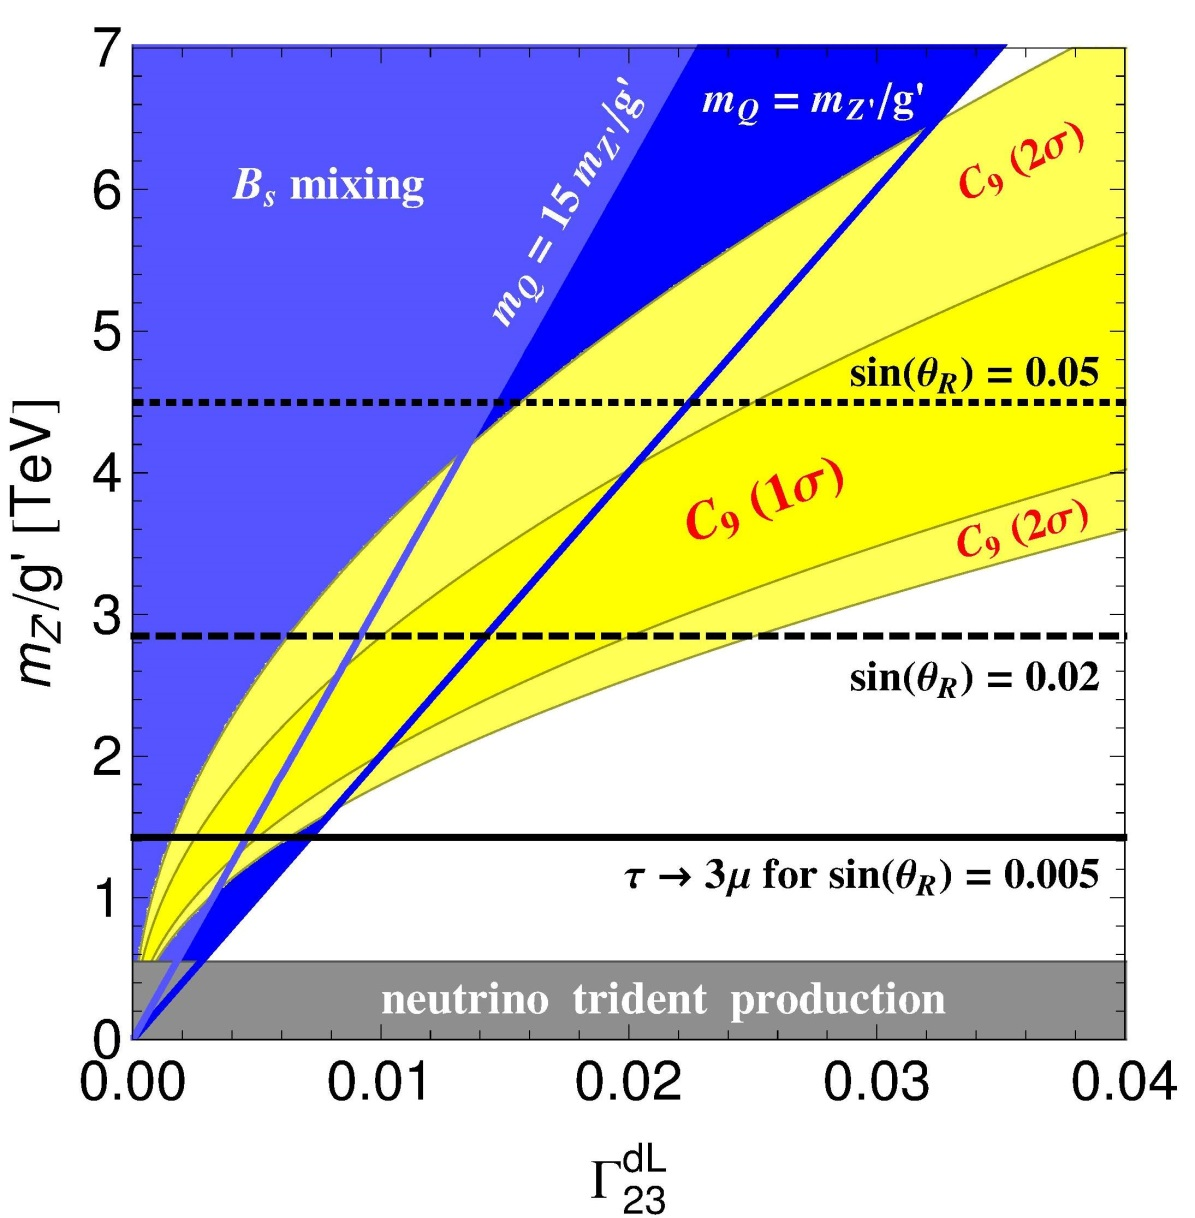 7
6
5
4
3
2
1
0
m_Z'/g' [TeV]
B_s mixing
m_Q = 15 m_Z'/g'
m_Q = m_Z'/g'
C_9 (2σ)
sin(θ_R) = 0.05
C_9 (1σ)
C_9 (2σ)
sin(θ_R) = 0.02
τ → 3μ for sin(θ_R) = 0.005
neutrino trident production
0.00 0.01 0.02 0.03 0.04
Γ_23^dL